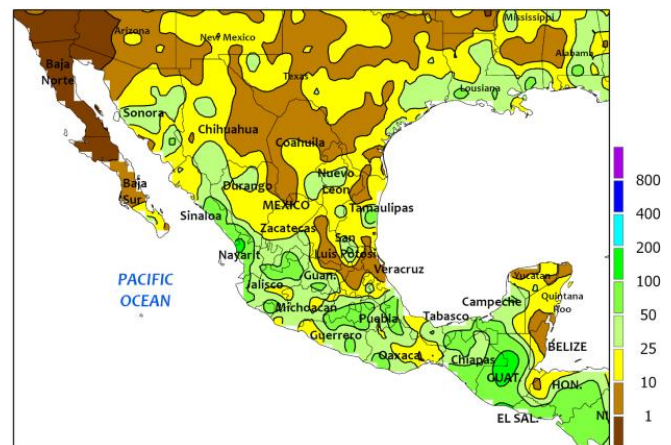 Mississippi
Arizona
New Mexico
Alabama
Baja
Norte
Texas
Lousiana
Sonora
Chihuahua
Coahuila
Nuevo
Leon
Durango
Baja
Sur
MEXICO
Tamaulipas
Sinaloa
Zacatecas
San
Luis Potosi
Nayarit
Veracruz
Guan.
Jalisco
PACIFIC
OCEAN
Yucatan
Quintana
Roo
Campeche
Michoacan
Puebla
Tabasco
Guerrero
BELIZE
Oaxaca
Chiapas
GUAT.
HON.
EL SAL.
NI
800
400
200
100
50
25
10
1